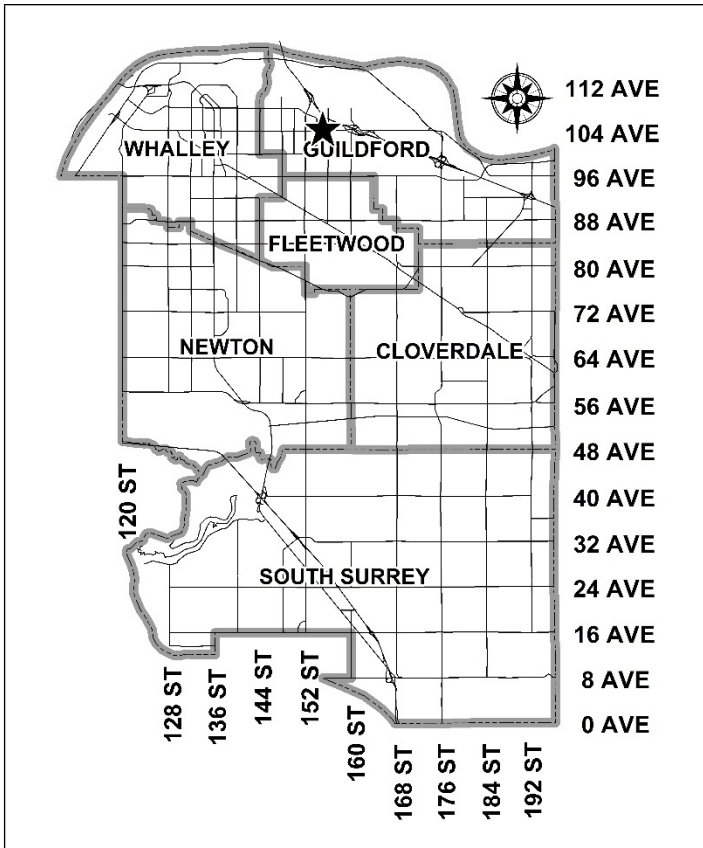 112 AVE
104 AVE
WHALLEY
GUILDFORD
96 AVE
88 AVE
FLEETWOOD
80 AVE
72 AVE
NEWTON
CLOVERDALE
64 AVE
56 AVE
48 AVE
120 ST
40 AVE
32 AVE
SOUTH SURREY
24 AVE
16 AVE
8 AVE
0 AVE
128 ST
136 ST
144 ST
152 ST
160 ST
168 ST
176 ST
184 ST
192 ST